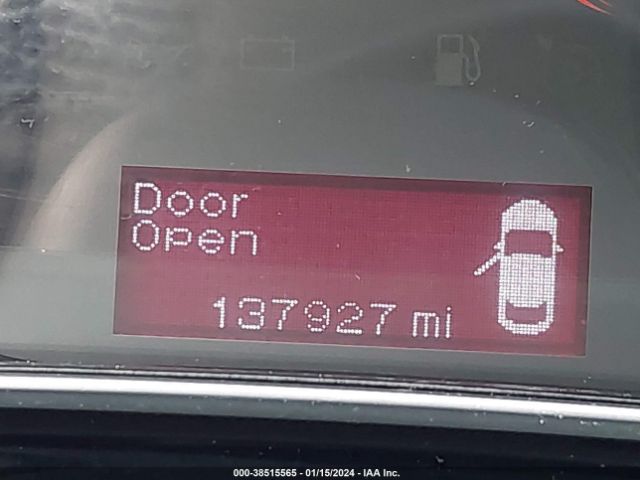 Door
Open
137927 mi
000-38515565 - 01/15/2024 - IAA Inc.